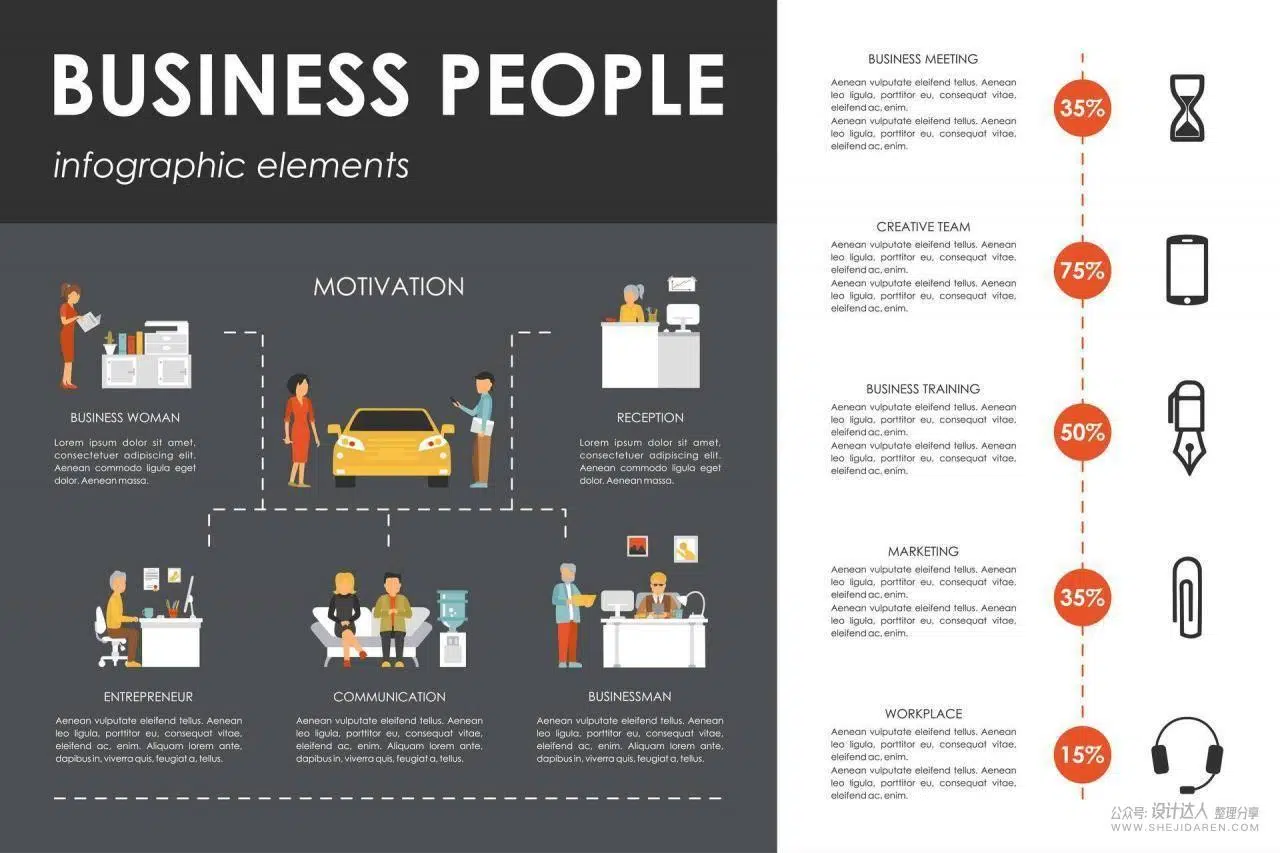 BUSINESS PEOPLE
infographic elements
MOTIVATION
BUSINESS WOMAN
Lorem ipsum dolor sit amet,
consectetuer adipiscing elit.
Aenean commodo ligula eget
dolor. Aenean massa.
RECEPTION
Lorem ipsum dolor sit amet,
consectetuer adipiscing elit.
Aenean commodo ligula eget
dolor. Aenean massa.
ENTREPRENEUR
Aenean vulputate eleifend tellus. Aenean
leo ligula, porttitor eu, consequat vitae,
eleifend ac, enim. Aliquam lorem ante,
dapibus in, viverra quis, feugiat a, tellus.
COMMUNICATION
Aenean vulputate eleifend tellus. Aenean
leo ligula, porttitor eu, consequat vitae,
eleifend ac, enim. Aliquam lorem ante,
dapibus in, viverra quis, feugiat a, tellus.
BUSINESSMAN
Aenean vulputate eleifend tellus. Aenean
leo ligula, porttitor eu, consequat vitae,
eleifend ac, enim. Aliquam lorem ante,
dapibus in, viverra quis, feugiat a, tellus.
BUSINESS MEETING
Aenean vulputate eleifend tellus. Aenean
leo ligula, porttitor eu, consequat vitae,
eleifend ac, enim.
Aenean vulputate eleifend tellus. Aenean
leo ligula, porttitor eu, consequat vitae,
eleifend ac, enim.
35%
CREATIVE TEAM
Aenean vulputate eleifend tellus. Aenean
leo ligula, porttitor eu, consequat vitae,
eleifend ac, enim.
Aenean vulputate eleifend tellus. Aenean
leo ligula, porttitor eu, consequat vitae,
eleifend ac, enim.
75%
BUSINESS TRAINING
Aenean vulputate eleifend tellus. Aenean
leo ligula, porttitor eu, consequat vitae,
eleifend ac, enim.
Aenean vulputate eleifend tellus. Aenean
leo ligula, porttitor eu, consequat vitae,
eleifend ac, enim.
50%
MARKETING
Aenean vulputate eleifend tellus. Aenean
leo ligula, porttitor eu, consequat vitae,
eleifend ac, enim.
Aenean vulputate eleifend tellus. Aenean
leo ligula, porttitor eu, consequat vitae,
eleifend ac, enim.
35%
WORKPLACE
Aenean vulputate eleifend tellus. Aenean
leo ligula, porttitor eu, consequat vitae,
eleifend ac, enim.
Aenean vulputate eleifend tellus. Aenean
leo ligula, porttitor eu, consequat vitae,
eleifend ac, enim.
15%
公众号: 设计达人 整理分享
WWW.SHEJIDAREN.COM